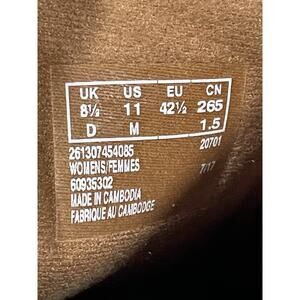 UK US EU CN
8½ 11 42½ 265
D M 1.5
261307454085 20701
WOMENS/FEMMES
60935302 7/17
MADE IN CAMBODIA
FABRIQUE AU CAMBODGE